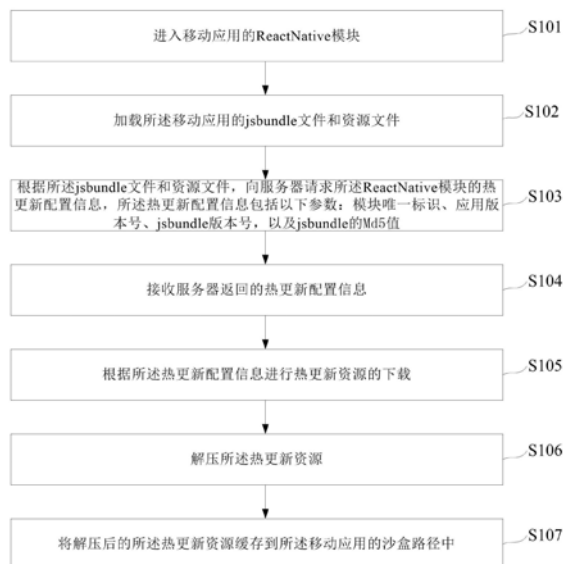 进入移动应用的ReactNative模块
S101
加载所述移动应用的jsbundle文件和资源文件
S102
根据所述jsbundle文件和资源文件，向服务器请求所述ReactNative模块的热
更新配置信息，所述热更新配置信息包括以下参数：模块唯一标识、应用版
本号、jsbundle版本号，以及jsbundle的Md5值
S103
接收服务器返回的热更新配置信息
S104
根据所述热更新配置信息进行热更新资源的下载
S105
解压所述热更新资源
S106
将解压后的所述热更新资源缓存到所述移动应用的沙盒路径中
S107